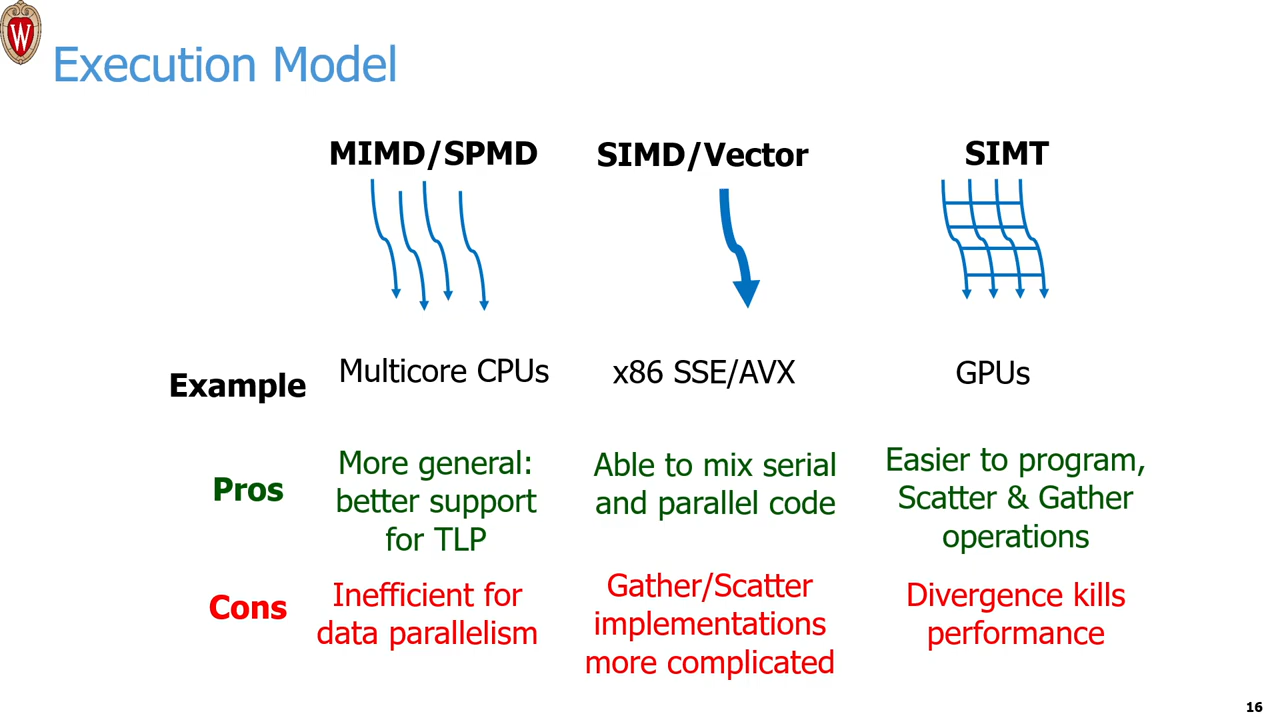 W
Execution Model
MIMD/SPMD
SIMD/Vector
SIMT
Example
Multicore CPUs
x86 SSE/AVX
GPUs
Pros
More general:
better support
for TLP
Able to mix serial
and parallel code
Easier to program,
Scatter & Gather
operations
Cons
Inefficient for
data parallelism
Gather/Scatter
implementations
more complicated
Divergence kills
performance
16